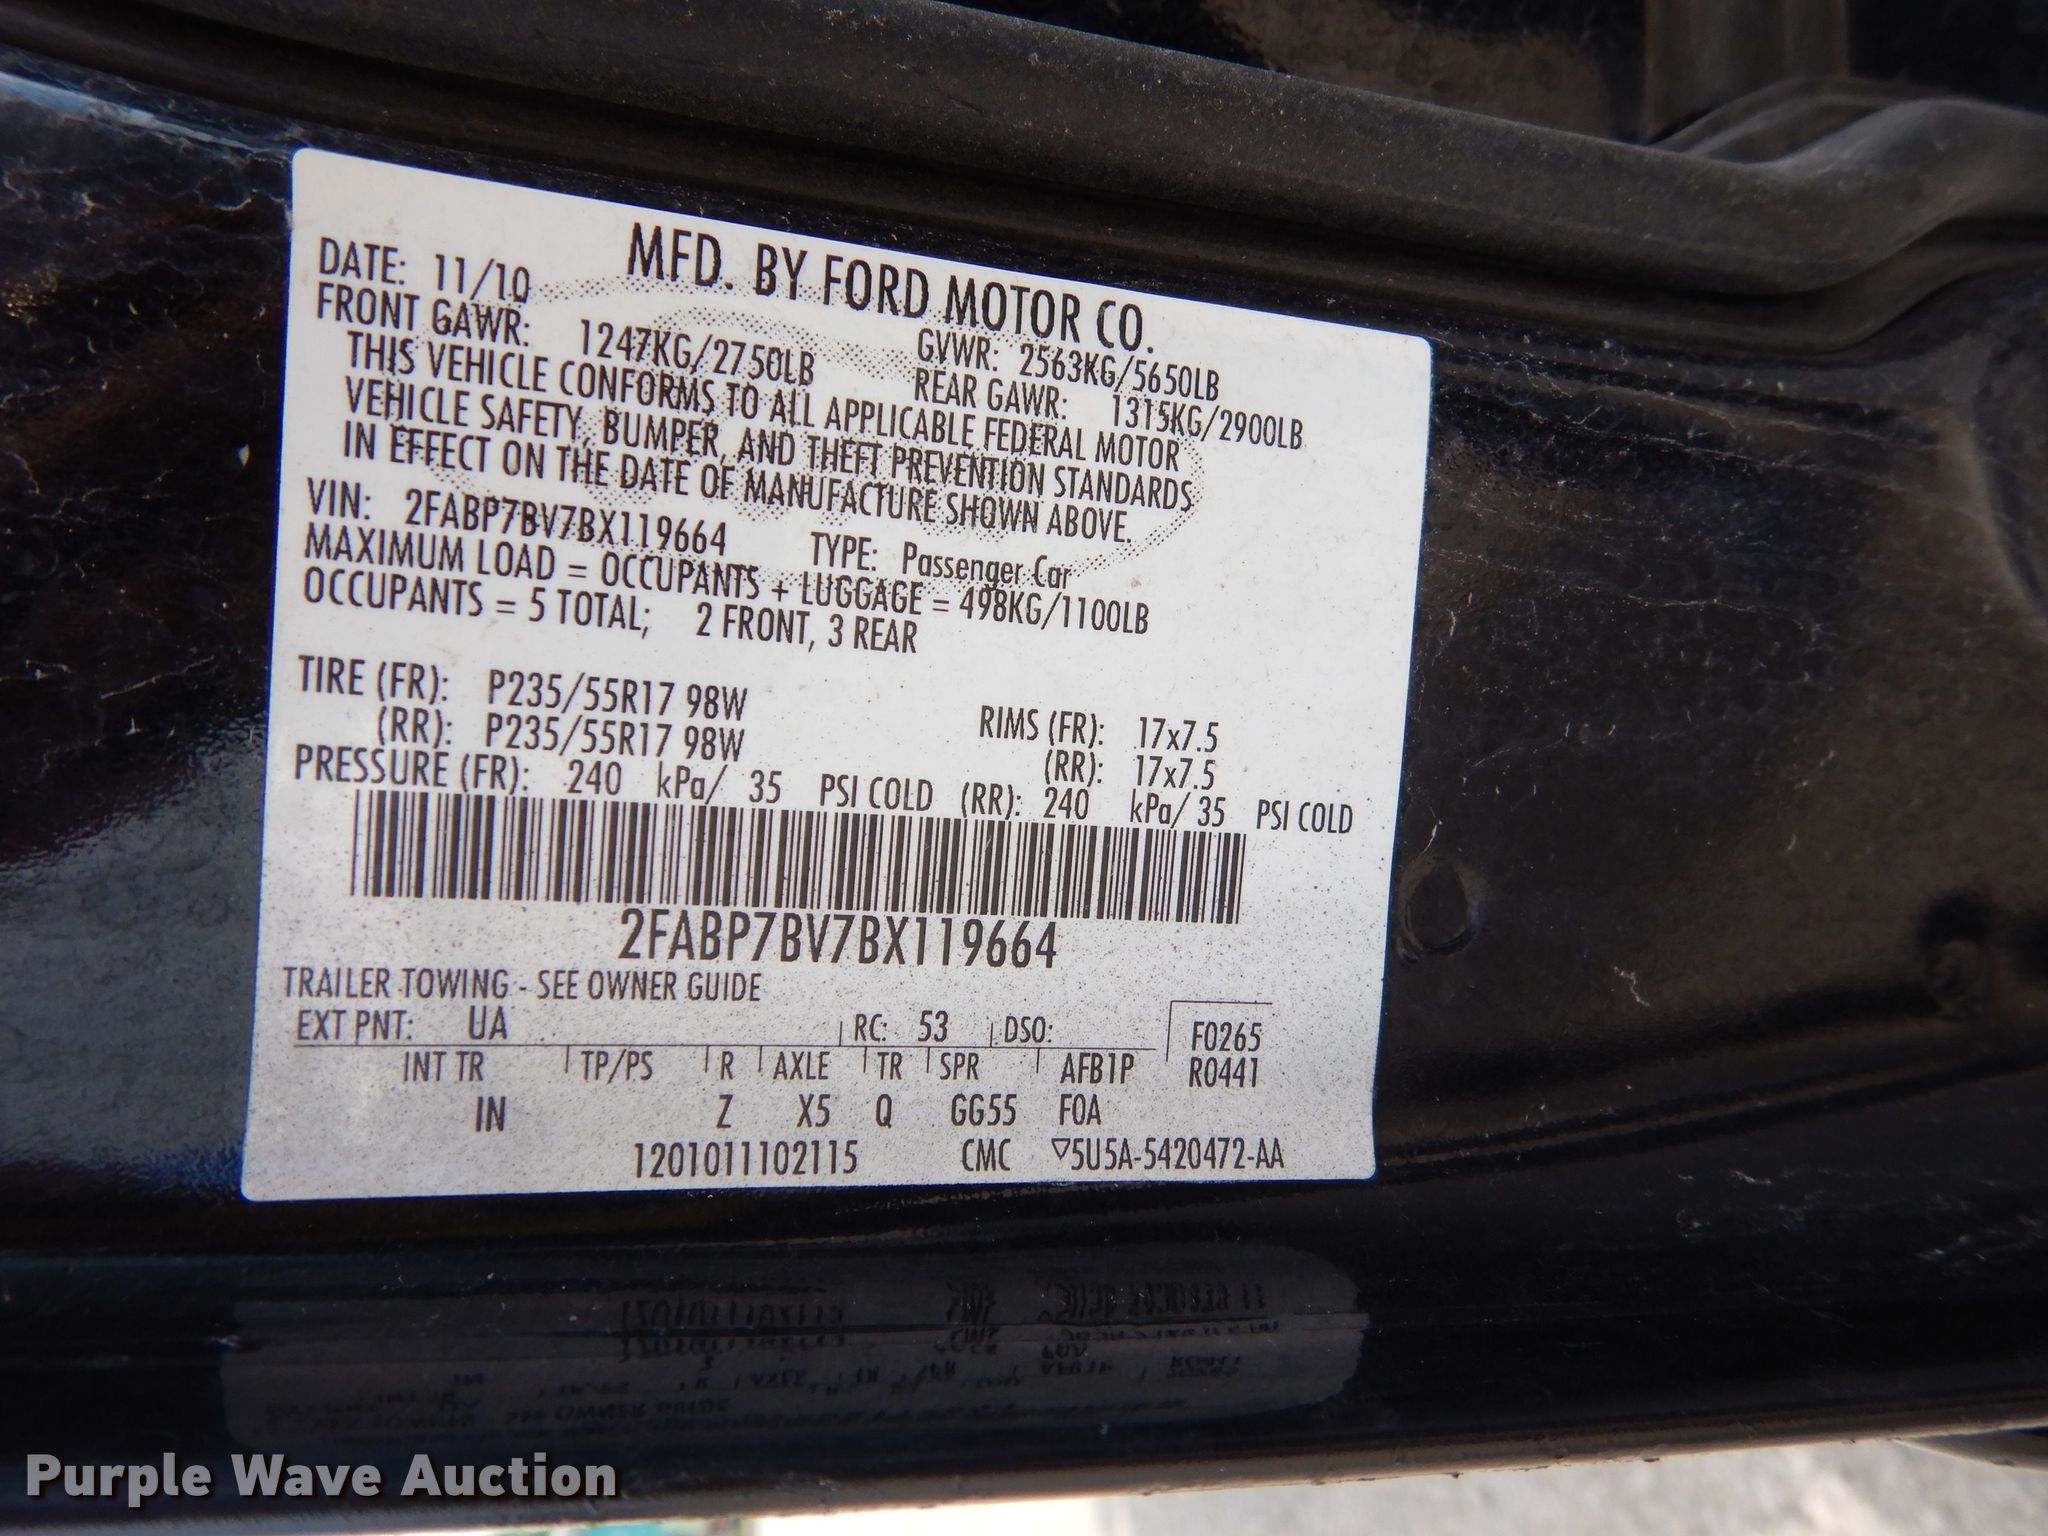 MFD. BY FORD MOTOR CO.
DATE: 11/10 GVWR: 2563KG/5650LB
FRONT GAWR: 1247KG/2750LB REAR GAWR: 1315KG/2900LB
THIS VEHICLE CONFORMS TO ALL APPLICABLE FEDERAL MOTOR
VEHICLE SAFETY, BUMPER, AND THEFT PREVENTION STANDARDS
IN EFFECT ON THE DATE OF MANUFACTURE SHOWN ABOVE.
VIN: 2FABP7BV7BX119664 TYPE: Passenger Car
MAXIMUM LOAD = OCCUPANTS + LUGGAGE = 498KG/1100LB
OCCUPANTS = 5 TOTAL; 2 FRONT, 3 REAR
TIRE (FR): P235/55R17 98W RIMS (FR): 17x7.5
(RR): P235/55R17 98W (RR): 17x7.5
PRESSURE (FR): 240 kPa/ 35 PSI COLD (RR): 240 kPa/ 35 PSI COLD
2FABP7BV7BX119664
TRAILER TOWING - SEE OWNER GUIDE
EXT PNT: UA RC: 53 DSO: F0265
INT TR TP/PS R AXLE TR SPR AFB1P R0441
IN Z X5 Q GG55 FOA
1201011102115 CMC ▽5U5A-5420472-AA
Purple Wave Auction